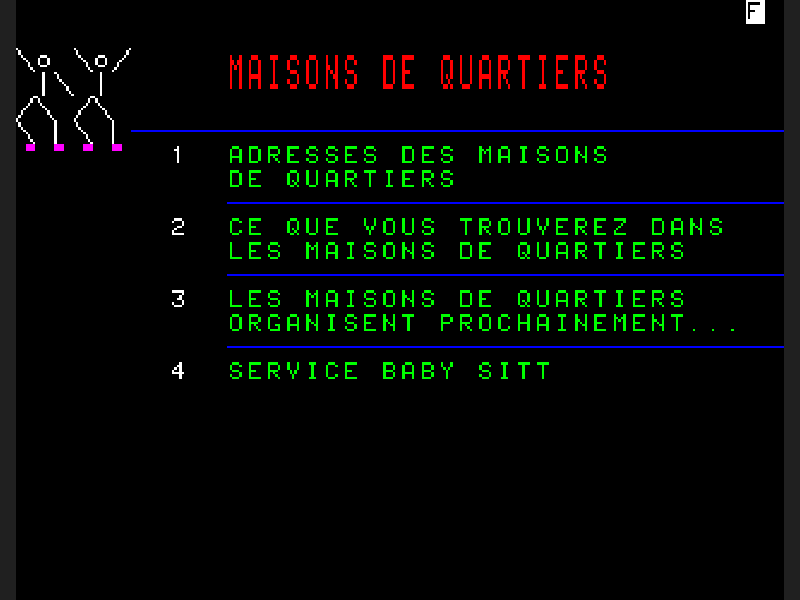 F
MAISONS DE QUARTIERS
1 ADRESSES DES MAISONS
DE QUARTIERS
2 CE QUE VOUS TROUVEREZ DANS
LES MAISONS DE QUARTIERS
3 LES MAISONS DE QUARTIERS
ORGANISENT PROCHAINEMENT...
4 SERVICE BABY SITT